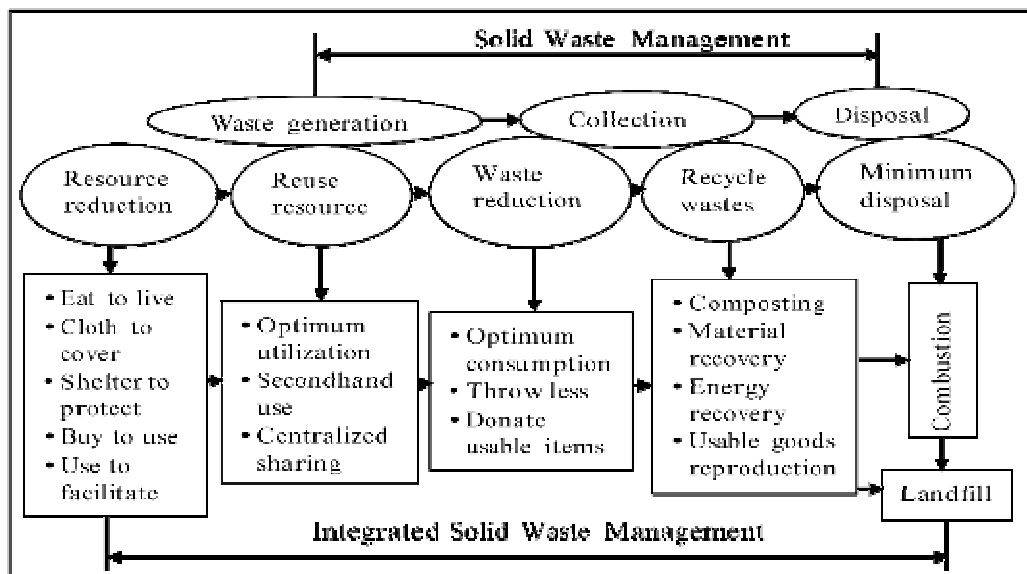 Solid Waste Management
Waste generation
Collection
Disposal
Resource
reduction
Reuse
resource
Waste
reduction
Recycle
wastes
Minimum
disposal
• Eat to live
• Cloth to
cover
• Shelter to
protect
• Buy to use
• Use to
facilitate
• Optimum
utilization
• Secondhand
use
• Centralized
sharing
• Optimum
consumption
• Throw less
• Donate
usable items
• Composting
• Material
recovery
• Energy
recovery
• Usable goods
reproduction
Combustion
Landfill
Integrated Solid Waste Management